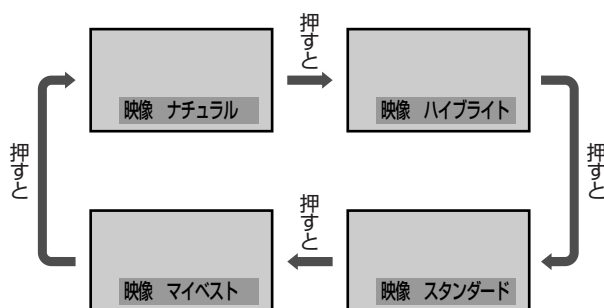 押すと
映像 ナチュラル
映像 ハイブライト
押すと
押すと
押すと
映像 マイベスト
映像 スタンダード